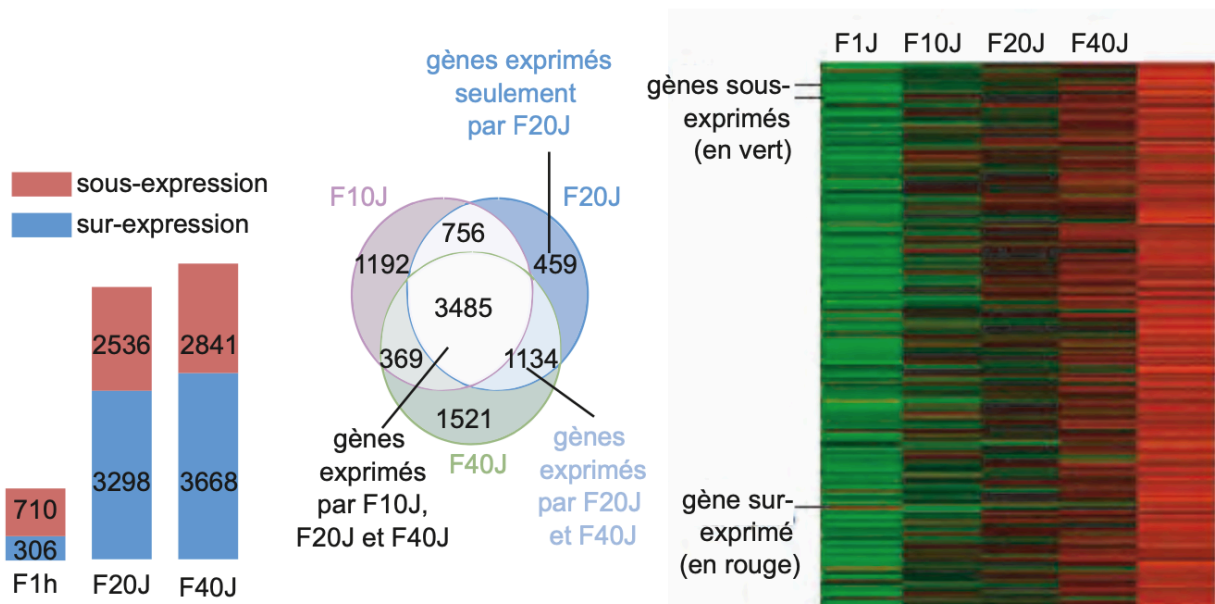 sous-expression
sur-expression
2536
2841
3298
3668
710
306
F1h
F20J
F40J
gènes exprimés
seulement
par F20J
F10J
F20J
756
1192
459
3485
369
1134
1521
F40J
gènes
exprimés
par F10J,
F20J et F40J
gènes
exprimés
par F20J
et F40J
F1J
F10J
F20J
F40J
gènes sous-
exprimés
(en vert)
gène sur-
exprimé
(en rouge)